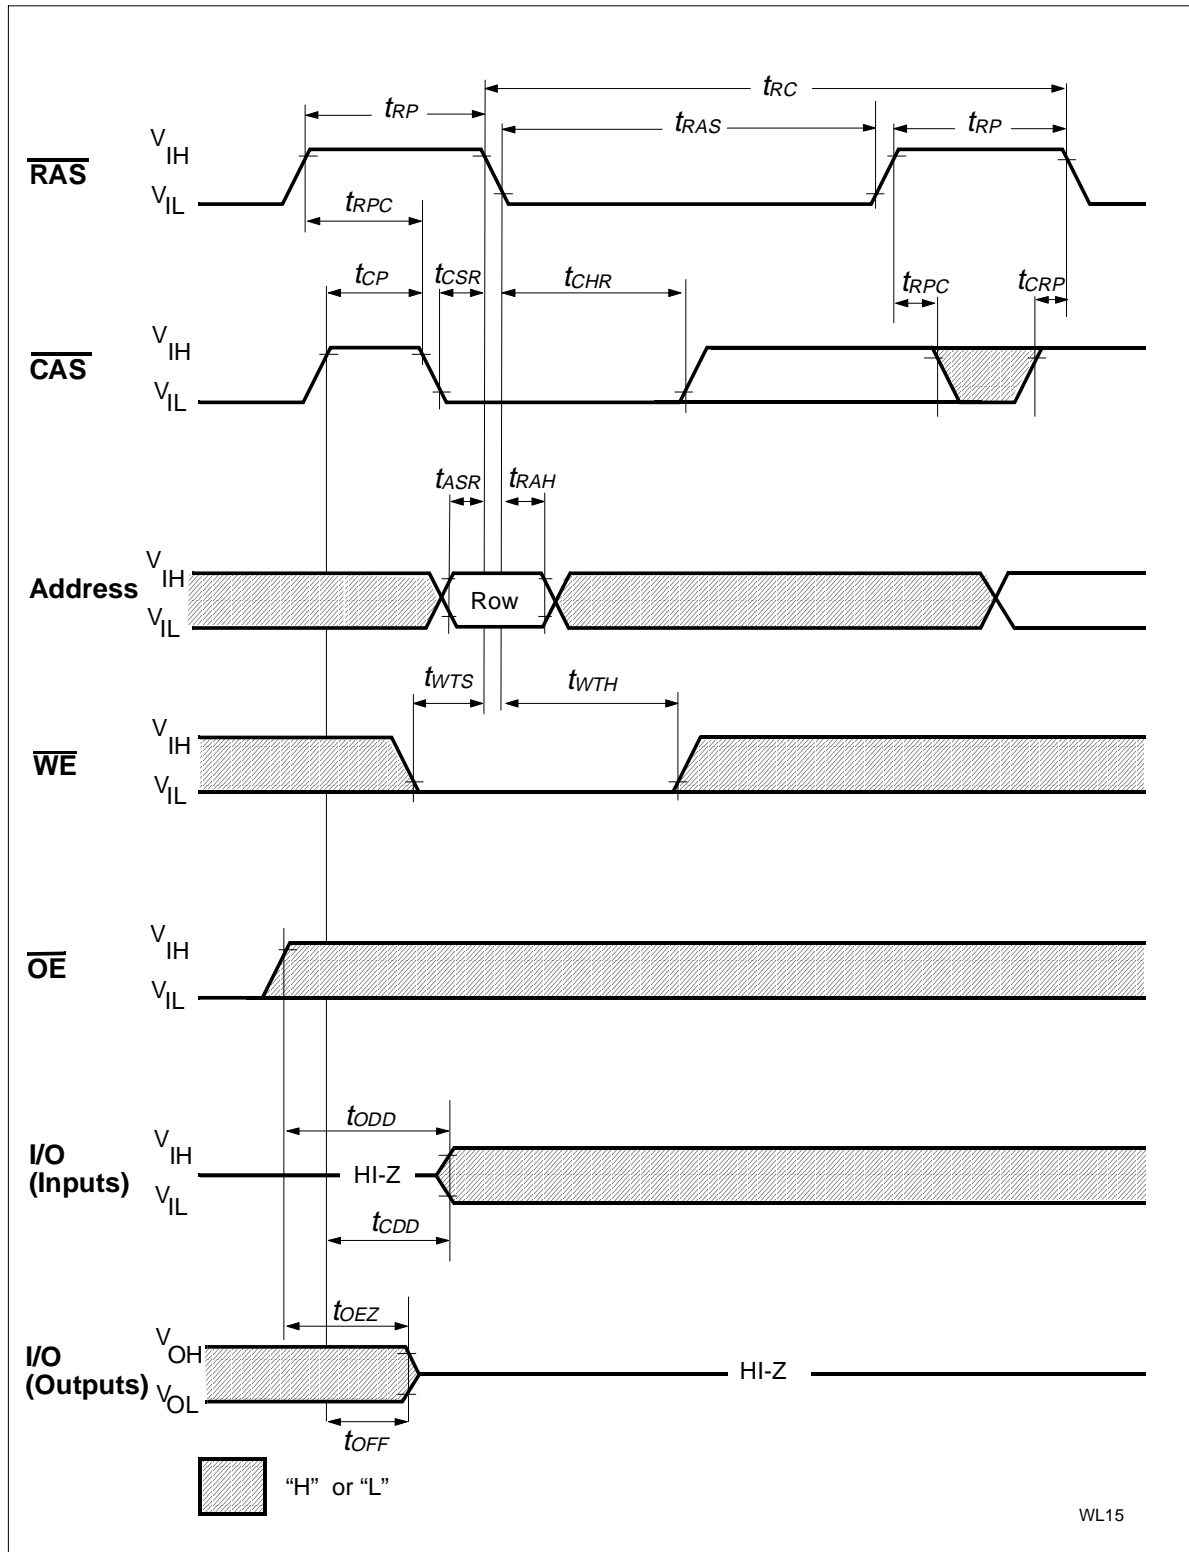 tRC
tRP tRAS tRP
VIH
RAS
VIL
tRPC
tCP tCSR tCHR tRPC tCRP
VIH
CAS
VIL
tASR tRAH
VIH
Address Row
VIL
tWTS tWTH
VIH
WE
VIL
VIH
OE
VIL
tODD
I/O VIH
(Inputs) HI-Z
VIL
tCDD
tOEZ
I/O VOH
(Outputs) HI-Z
VOL
tOFF
“H” or “L”
WL15